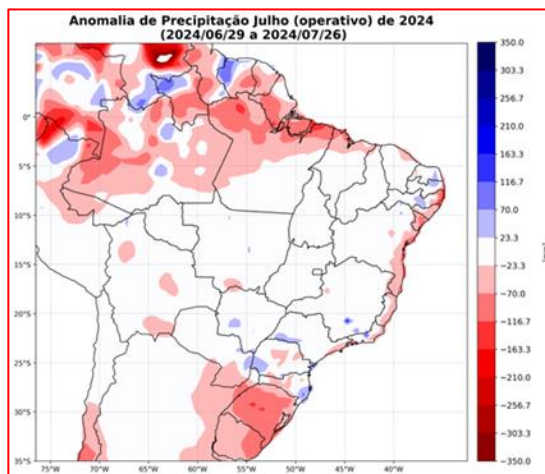 Anomalia de Precipitação Julho (operativo) de 2024
(2024/06/29 a 2024/07/26)
350.0
303.3
256.7
210.0
163.3
116.7
70.0
23.3
−23.3
−70.0
−116.7
−163.3
−210.0
−256.7
−303.3
−350.0
0°
5°S
10°S
15°S
20°S
25°S
30°S
35°S
75°W
70°W
65°W
60°W
55°W
50°W
45°W
40°W